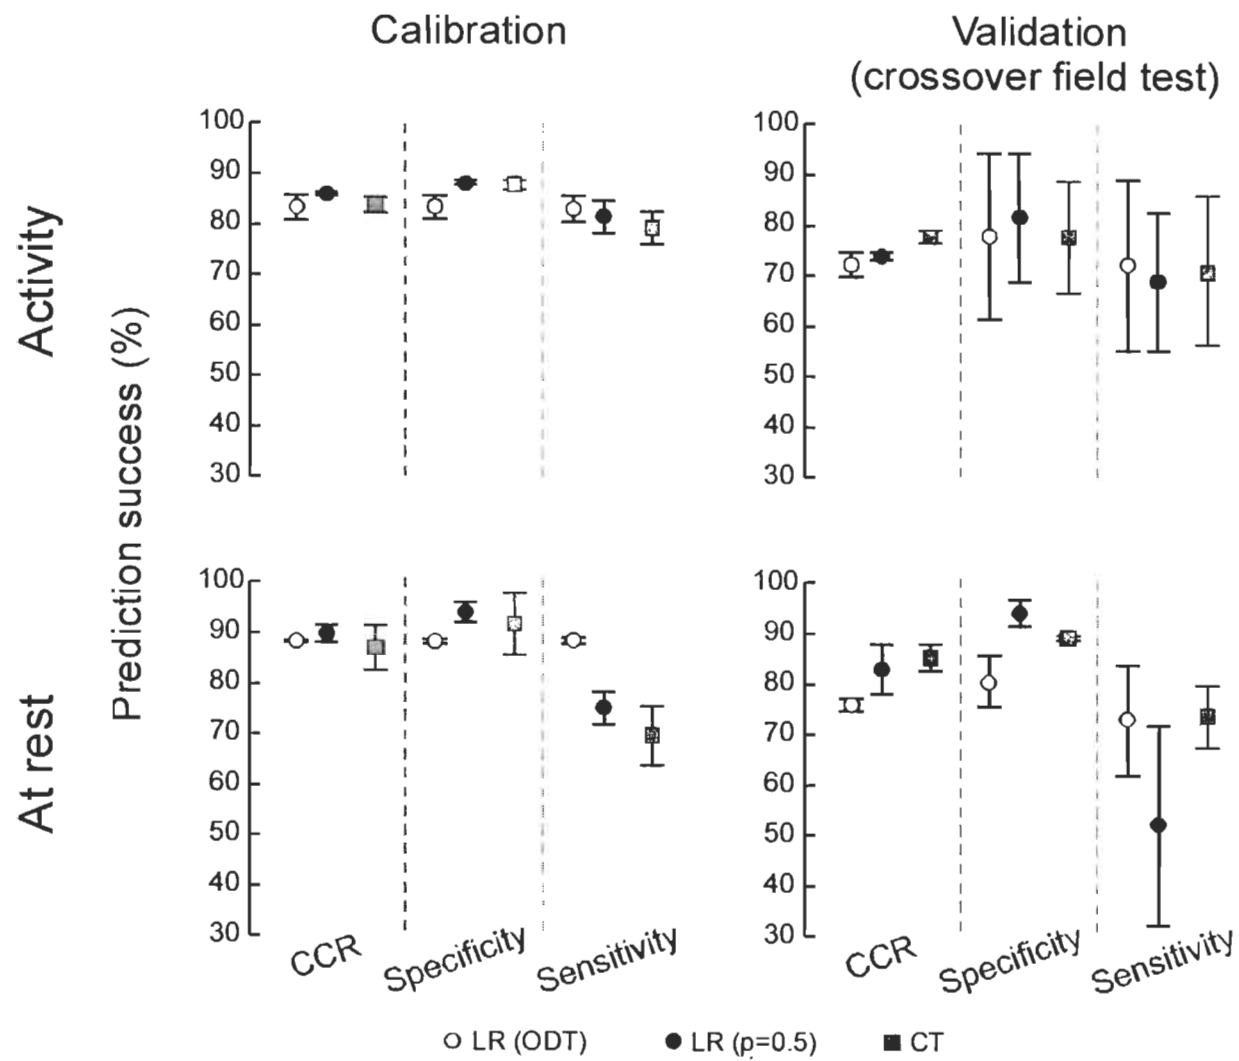 Calibration
Validation
(crossover field test)
Activity
At rest
Prediction success (%)
100
90
80
70
60
50
40
30
100
90
80
70
60
50
40
30
100
90
80
70
60
50
40
30
CCR
Specificity
Sensitivity
100
90
80
70
60
50
40
30
CCR
Specificity
Sensitivity
LR (ODT)
LR (p=0.5)
CT